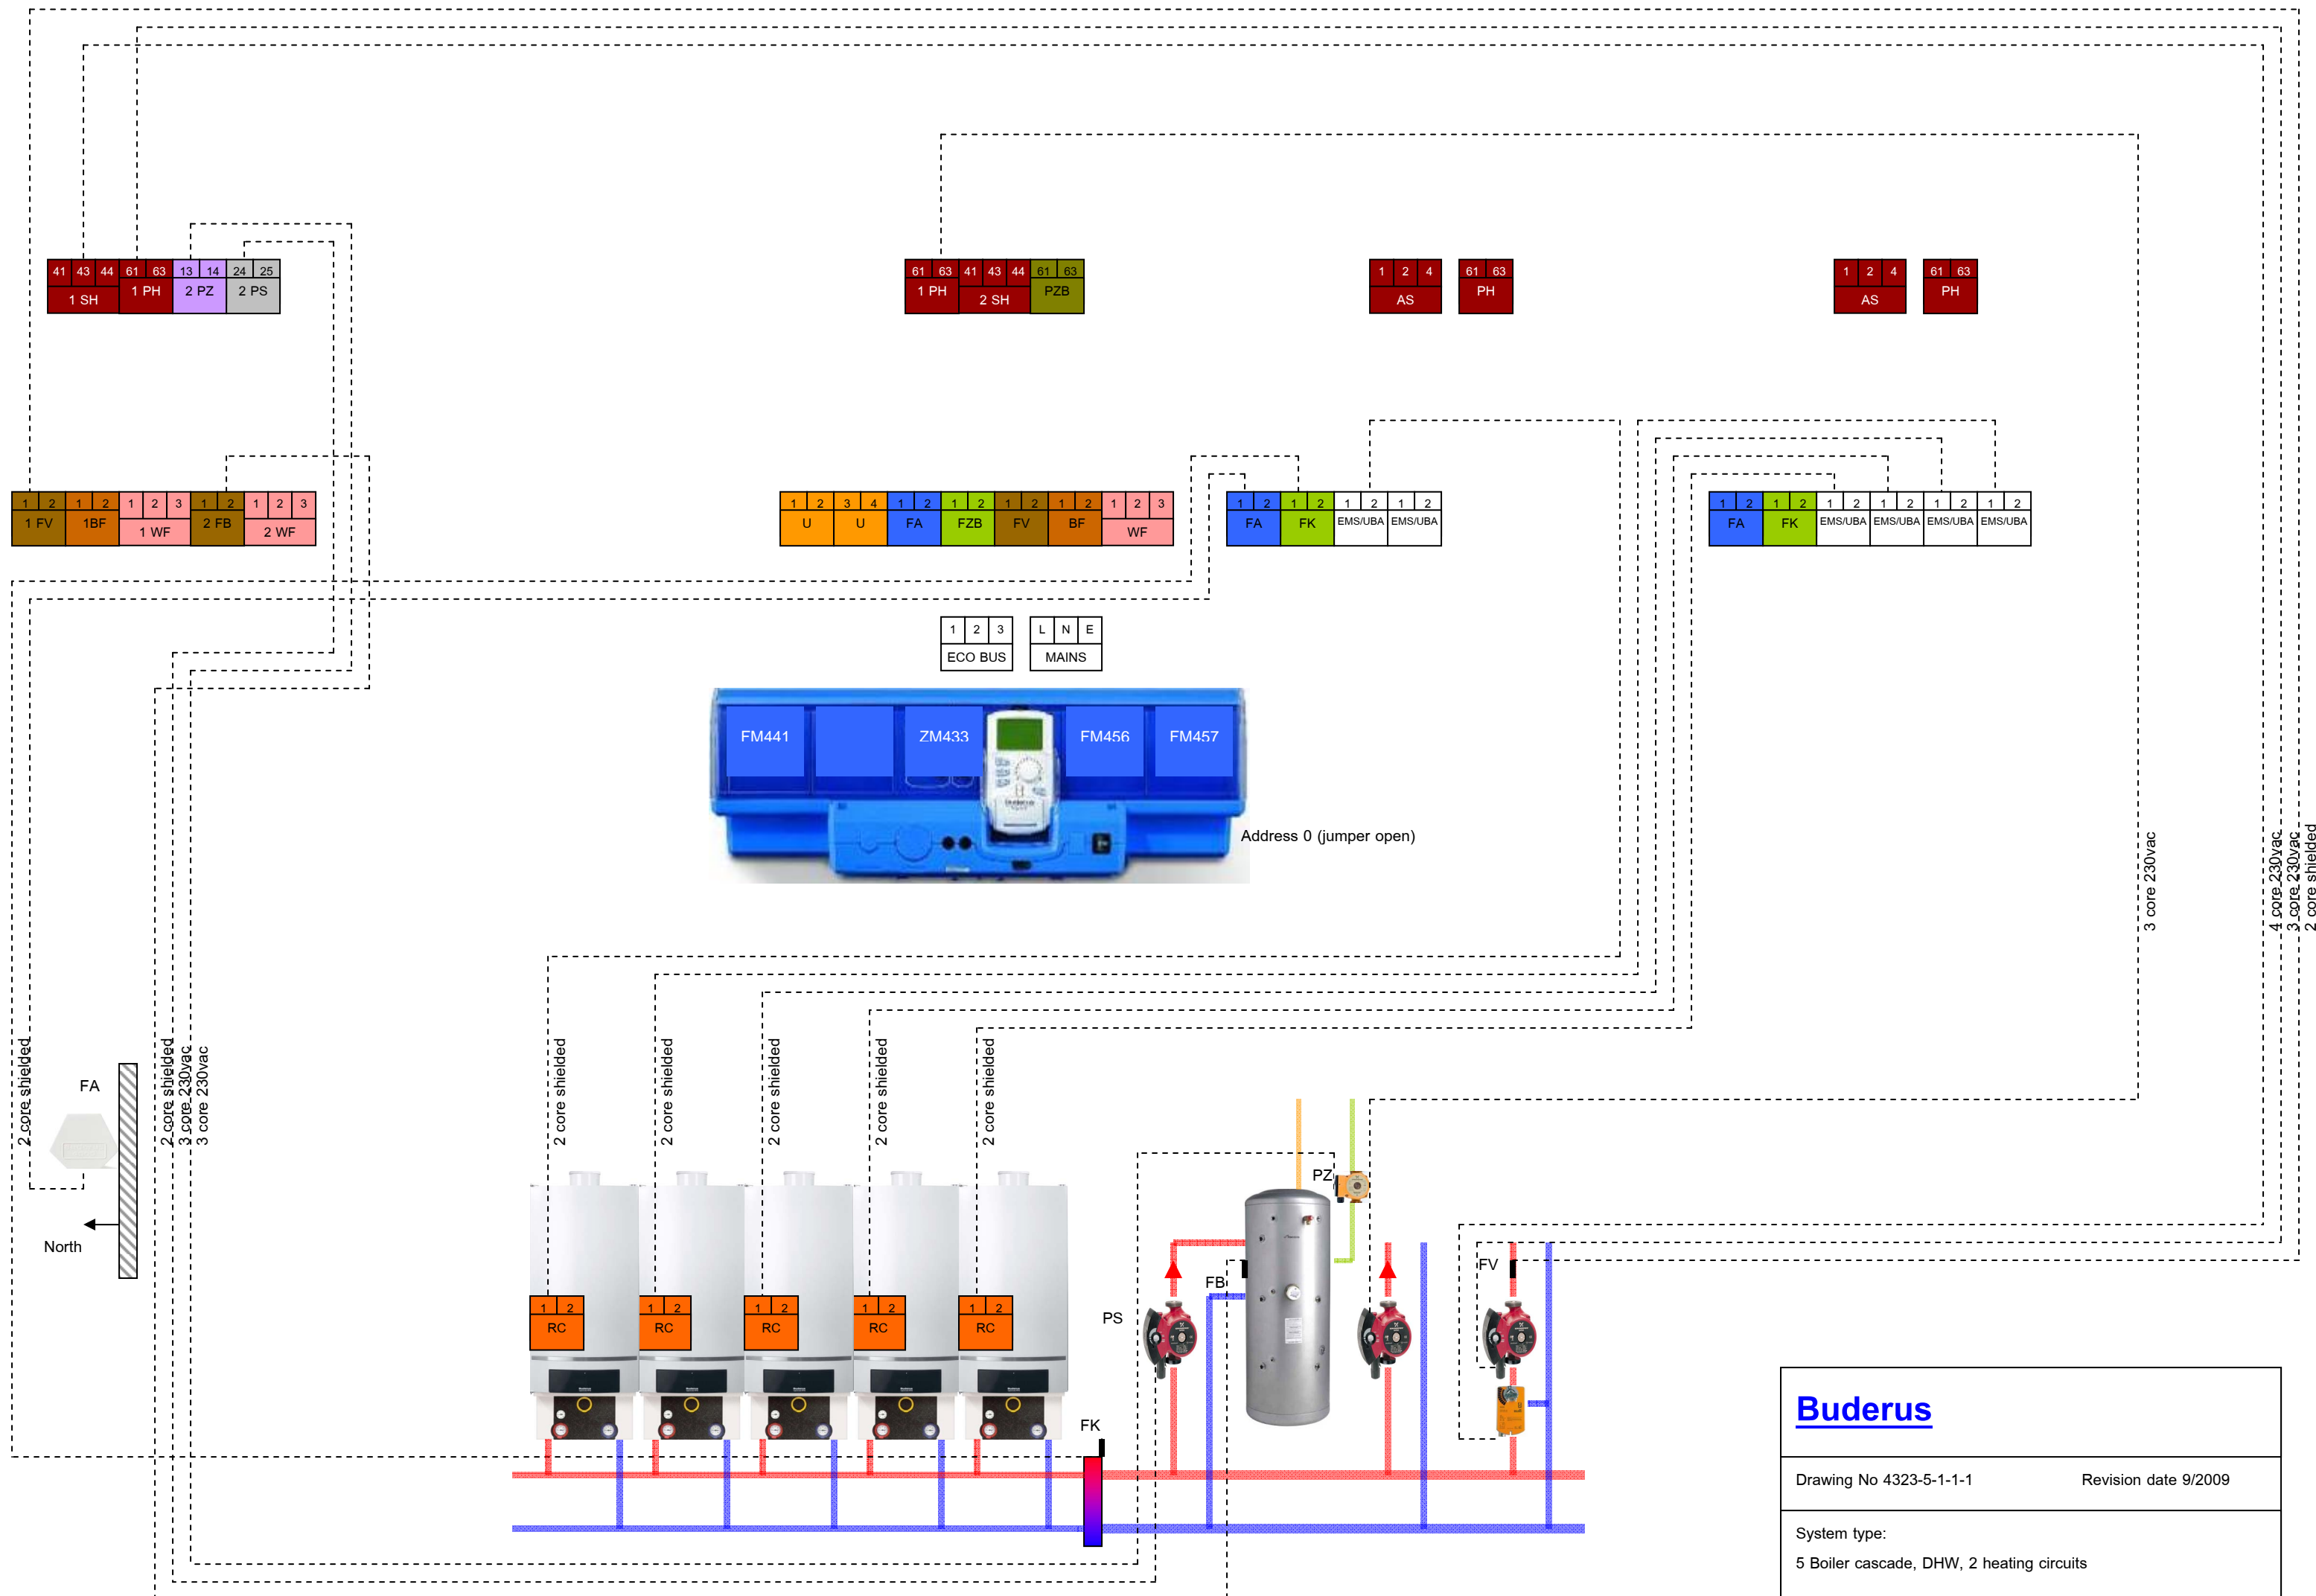 41 43 44 61 63 13 14 24 25
1 SH 1 PH 2 PZ 2 PS
61 63 41 43 44 61 63
1 PH 2 SH PZB
1 2 4 61 63
AS PH
1 2 4 61 63
AS PH
1 2 1 2 1 2 3 1 2 1 2 3
1 FV 1BF 1 WF 2 FB 2 WF
1 2 3 4 1 2 1 2 1 2 1 2 1 2 3
U U FA FZB FV BF WF
1 2 1 2 1 2 1 2
FA FK EMS/UBA EMS/UBA
1 2 1 2 1 2 1 2 1 2 1 2
FA FK EMS/UBA EMS/UBA EMS/UBA EMS/UBA
1 2 3 L N E
ECO BUS MAINS
FM441 ZM433 FM456 FM457
Buderus
Address 0 (jumper open)
3 core 230vac
4 core 230vac
3 core 230vac
2 core shielded
2 core shielded
2 core shielded
3 core 230vac
3 core 230vac
2 core shielded
2 core shielded
2 core shielded
2 core shielded
2 core shielded
FA
North
PZ
FB
FV
PS
1 2 1 2 1 2 1 2 1 2
RC RC RC RC RC
FK
Buderus
Drawing No 4323-5-1-1-1 Revision date 9/2009
System type:
5 Boiler cascade, DHW, 2 heating circuits